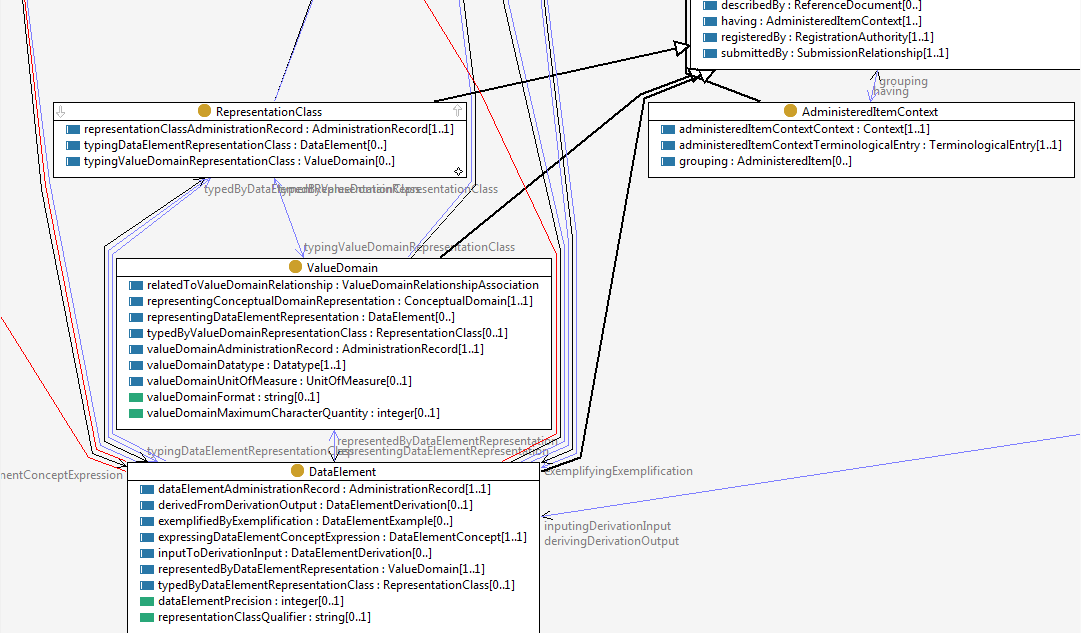 describedBy : ReferenceDocument[0..]
having : AdministeredItemContext[1..]
registeredBy : RegistrationAuthority[1..1]
submittedBy : SubmissionRelationship[1..1]
grouping
having
RepresentationClass
representationClassAdministrationRecord : AdministrationRecord[1..1]
typingDataElementRepresentationClass : DataElement[0..]
typingValueDomainRepresentationClass : ValueDomain[0..]
AdministeredItemContext
administeredItemContextContext : Context[1..1]
administeredItemContextTerminologicalEntry : TerminologicalEntry[1..1]
grouping : AdministeredItem[0..]
typingValueDomainRepresentationClass
ValueDomain
relatedToValueDomainRelationship : ValueDomainRelationshipAssociation
representingConceptualDomainRepresentation : ConceptualDomain[1..1]
representingDataElementRepresentation : DataElement[0..]
typedByValueDomainRepresentationClass : RepresentationClass[0..1]
valueDomainAdministrationRecord : AdministrationRecord[1..1]
valueDomainDatatype : Datatype[1..1]
valueDomainUnitOfMeasure : UnitOfMeasure[0..1]
valueDomainFormat : string[0..1]
valueDomainMaximumCharacterQuantity : integer[0..1]
representedByDataElementRepresentation
nentConceptExpression
exemplifyingExemplification
DataElement
dataElementAdministrationRecord : AdministrationRecord[1..1]
derivedFromDerivationOutput : DataElementDerivation[0..1]
exemplifiedByExemplification : DataElementExample[0..]
expressingDataElementConceptExpression : DataElementConcept[1..1]
inputToDerivationInput : DataElementDerivation[0..]
representedByDataElementRepresentation : ValueDomain[1..1]
typedByDataElementRepresentationClass : RepresentationClass[0..1]
dataElementPrecision : integer[0..1]
representationClassQualifier : string[0..1]
inputingDerivationInput
derivingDerivationOutput